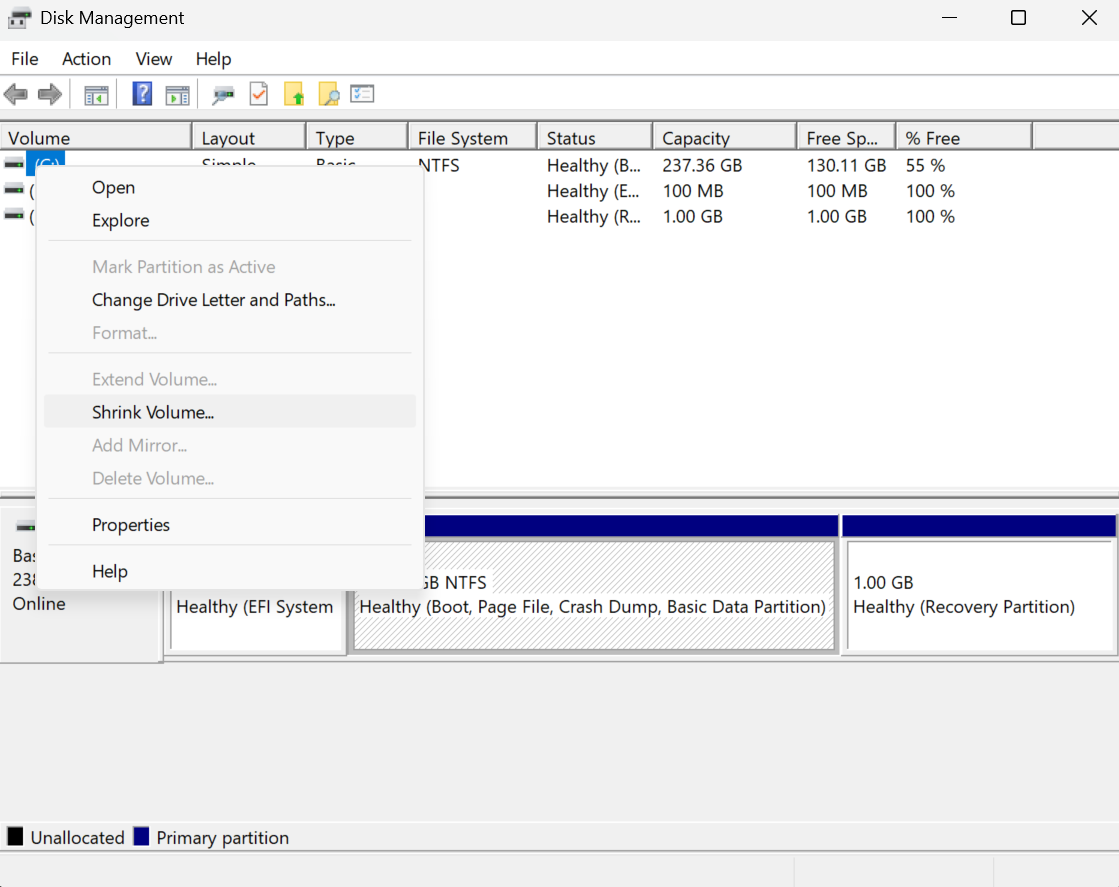 Disk Management
File Action View Help
Volume Layout Type File System Status Capacity Free Sp... % Free
(C:) Simple Basic NTFS Healthy (B... 237.36 GB 130.11 GB 55 %
( Healthy (E... 100 MB 100 MB 100 %
( Healthy (R... 1.00 GB 1.00 GB 100 %
Open
Explore
Mark Partition as Active
Change Drive Letter and Paths...
Format...
Extend Volume...
Shrink Volume...
Add Mirror...
Delete Volume...
Properties
Help
Bas
238
Online
Healthy (EFI System
GB NTFS
Healthy (Boot, Page File, Crash Dump, Basic Data Partition)
1.00 GB
Healthy (Recovery Partition)
Unallocated Primary partition